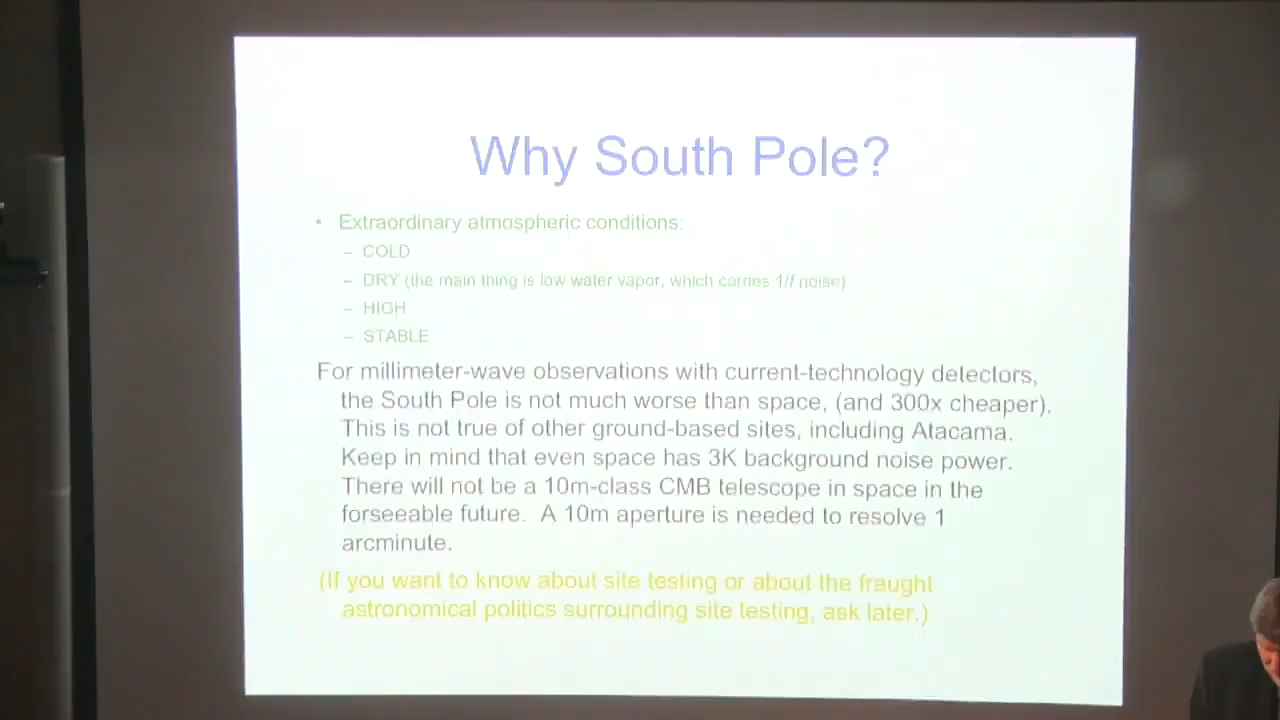 Why South Pole?
• Extraordinary atmospheric conditions:
– COLD
– DRY (the main thing is low water vapor, which carries 1/f noise)
– HIGH
– STABLE
For millimeter-wave observations with current-technology detectors,
the South Pole is not much worse than space, (and 300x cheaper).
This is not true of other ground-based sites, including Atacama.
Keep in mind that even space has 3K background noise power.
There will not be a 10m-class CMB telescope in space in the
forseeable future. A 10m aperture is needed to resolve 1
arcminute.
(If you want to know about site testing or about the fraught
astronomical politics surrounding site testing, ask later.)